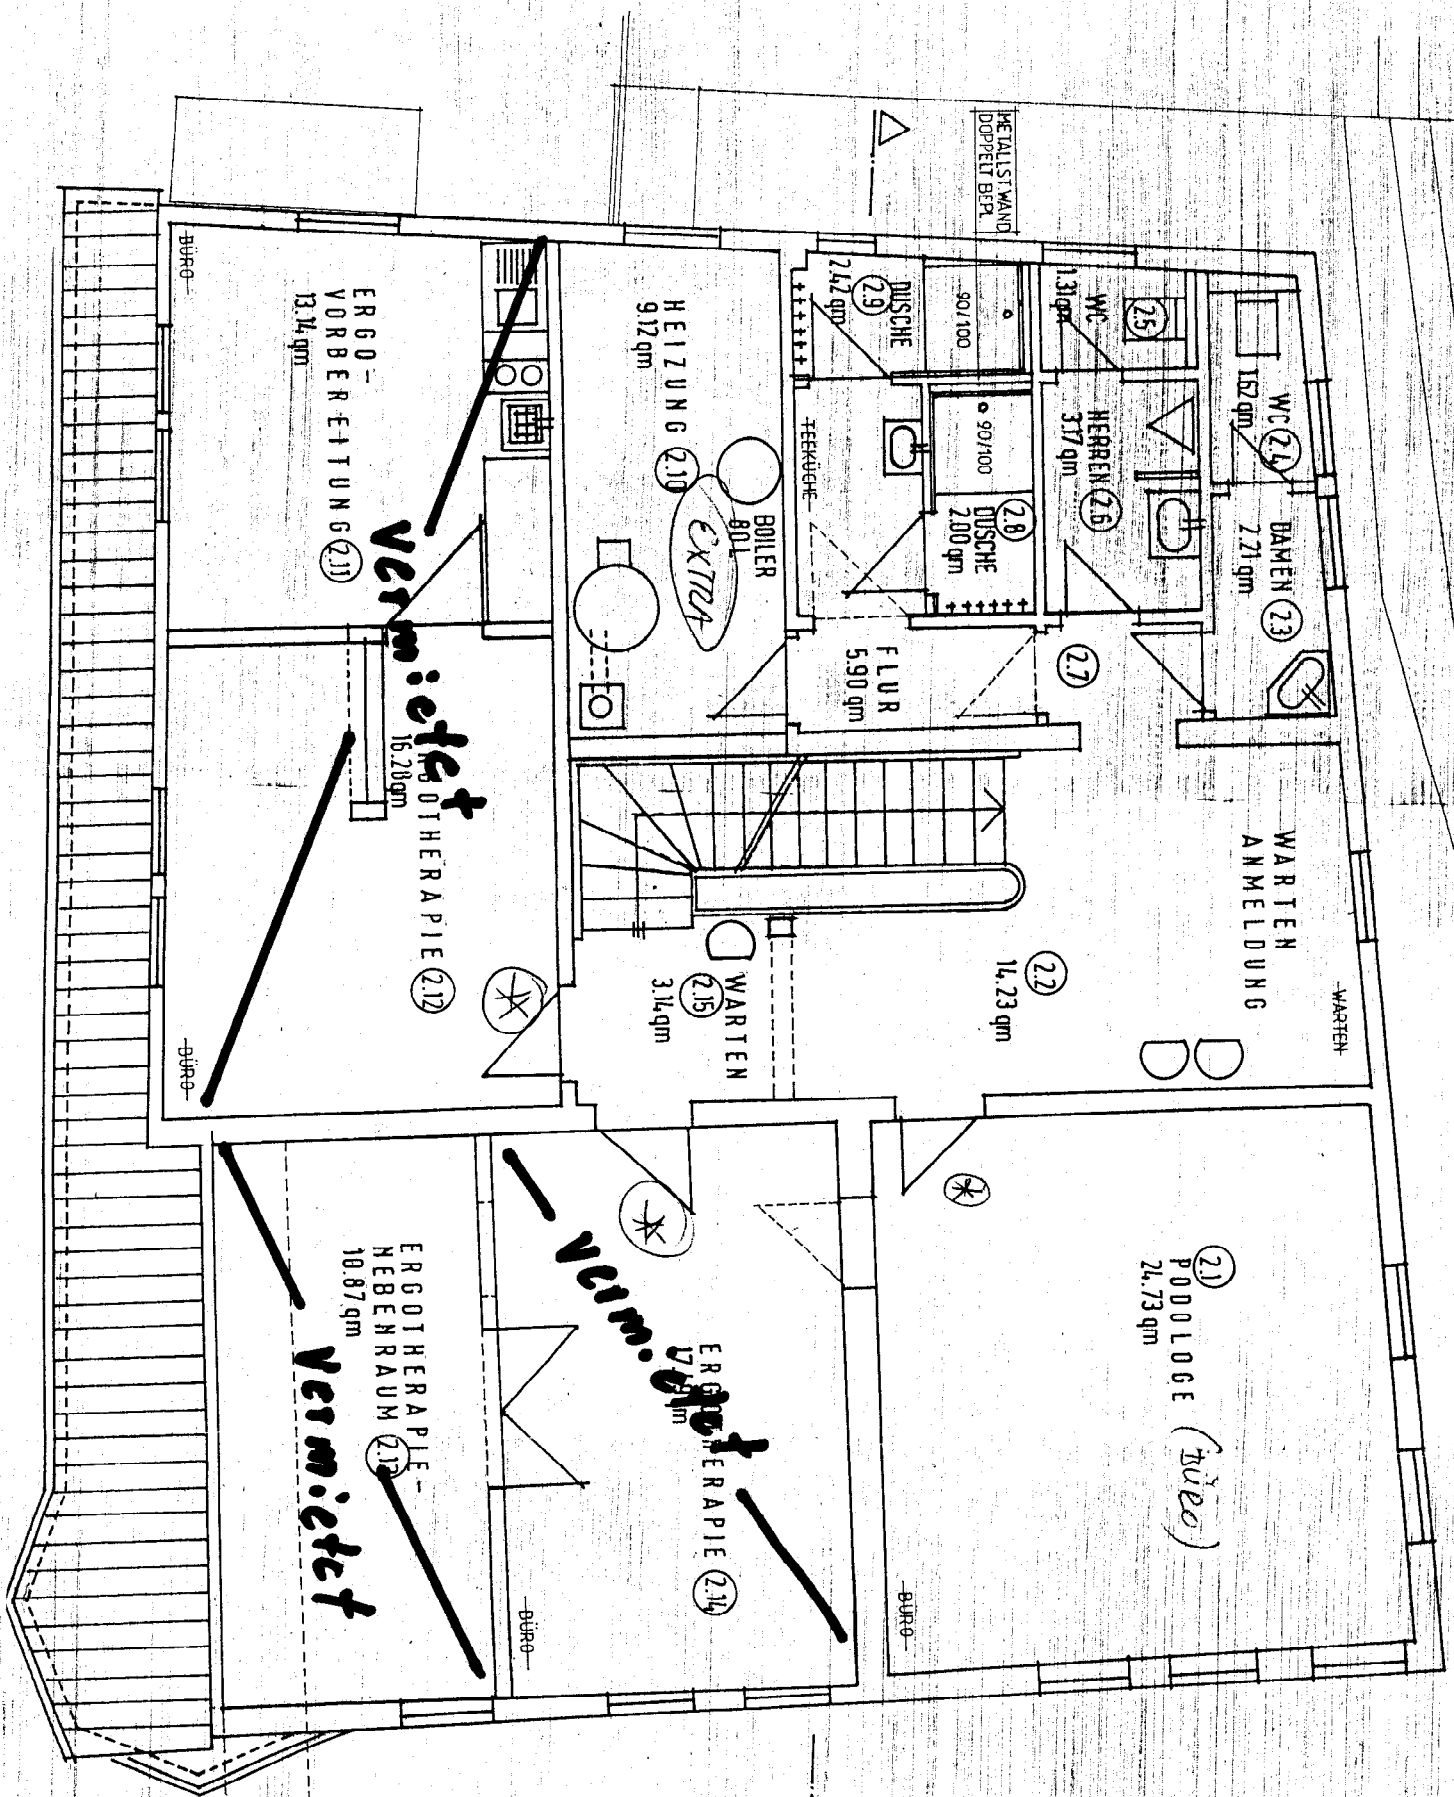 METALLST.WAND
DOPPELT BEPL.
WC 2.4
1.62 qm
DAMEN 2.3
2.21 qm
2.5
WC
1.31 qm
HERREN 2.6
3.17 qm
2.7
90/100
90/100
DUSCHE
2.9
2.42 qm
2.8
DUSCHE
2.00 qm
TEEKÜCHE
FLUR
5.90 qm
HEIZUNG 2.10
9.12 qm
BOILER
80 L
EXTRA
BÜRO
ERGO-
VORBEREITUNG 2.11
13.14 qm
Vermietet
ERGOTHERAPIE 2.12
16.28 qm
BÜRO
WARTEN
ANMELDUNG
WARTEN
2.2
14.23 qm
WARTEN
2.15
3.14 qm
2.1
PODOLOGE (BÜRO)
24.73 qm
BÜRO
ERGOTHERAPIE 2.14
Vermietet
BÜRO
ERGOTHERAPIE-
NEBENRAUM 2.13
10.87 qm
Vermietet